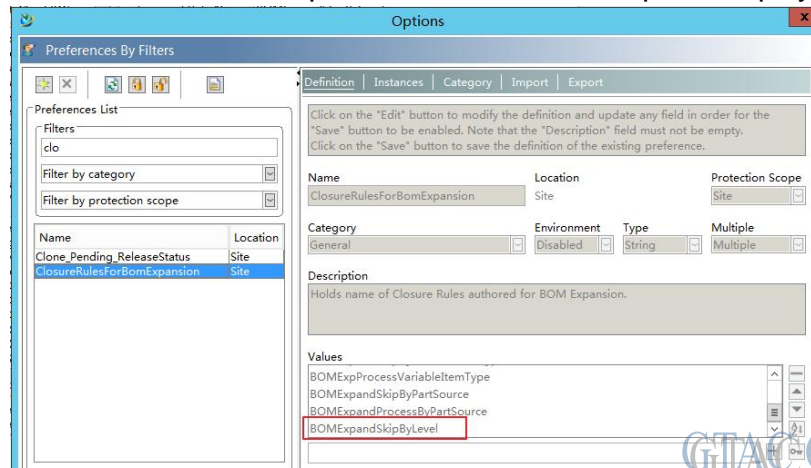 Options
Preferences By Filters
Definition | Instances | Category | Import | Export
Preferences List
Filters
clo
Filter by category
Filter by protection scope
Name Location
Clone_Pending_ReleaseStatus Site
ClosureRulesForBomExpansion Site
Click on the "Edit" button to modify the definition and update any field in order for the
"Save" button to be enabled. Note that the "Description" field must not be empty.
Click on the "Save" button to save the definition of the existing preference.
Name Location Protection Scope
ClosureRulesForBomExpansion Site Site
Category Environment Type Multiple
General Disabled String Multiple
Description
Holds name of Closure Rules authored for BOM Expansion.
Values
BOMExpProcessVariableItemType
BOMExpandSkipByPartSource
BOMExpandProcessByPartSource
BOMExpandSkipByLevel
GTAC